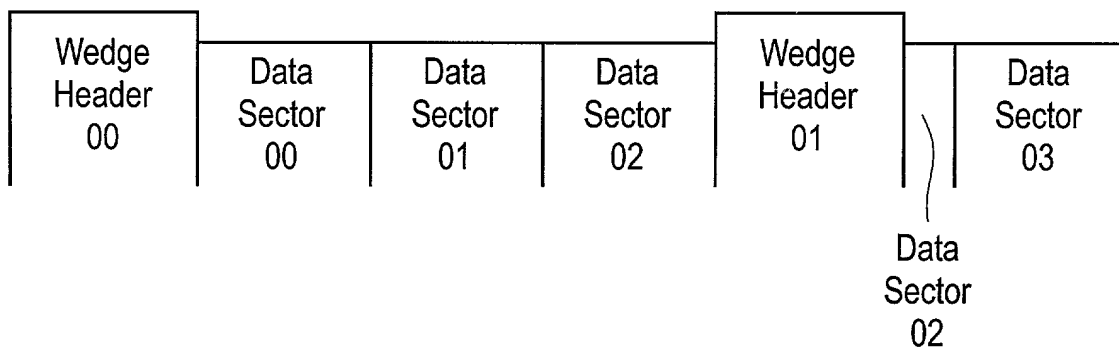 Wedge
Header
00
Data
Sector
00
Data
Sector
01
Data
Sector
02
Wedge
Header
01
Data
Sector
03
Data
Sector
02